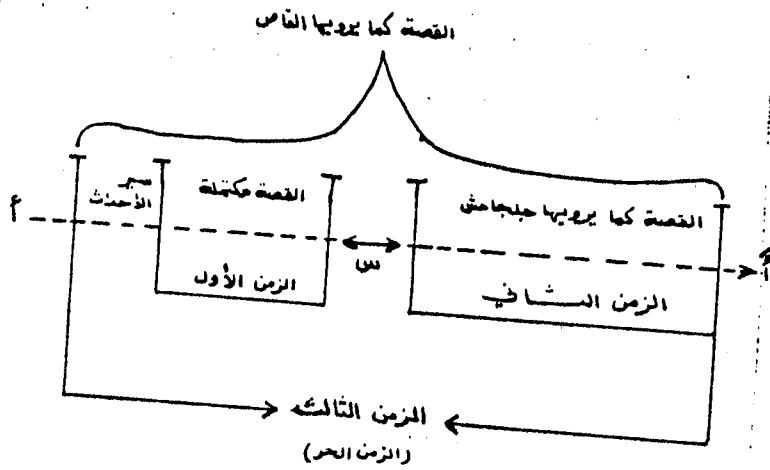 القصة كما يرويها القاص
القصة كما يرويها جلجامش
القصة مكتملة
سير
الأحداث
أ
س
أَ
الزمن الأول
الزمن الثاني
الزمن الثالث
(الزمن الحر)